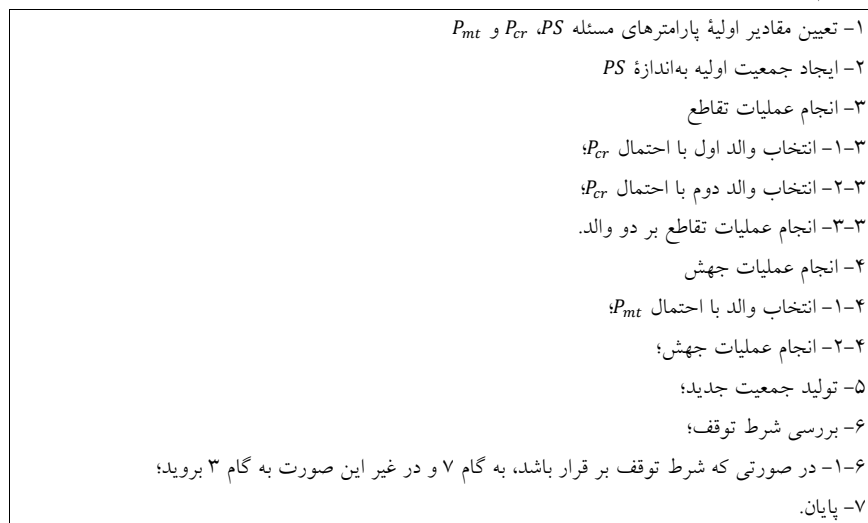 ۱- تعیین مقادیر اولیۀ پارامترهای مسئله PS، P_cr و P_mt
۲- ایجاد جمعیت اولیه به‌اندازۀ PS
۳- انجام عملیات تقاطع
۳-۱- انتخاب والد اول با احتمال P_cr؛
۳-۲- انتخاب والد دوم با احتمال P_cr؛
۳-۳- انجام عملیات تقاطع بر دو والد.
۴- انجام عملیات جهش
۴-۱- انتخاب والد با احتمال P_mt؛
۴-۲- انجام عملیات جهش؛
۵- تولید جمعیت جدید؛
۶- بررسی شرط توقف؛
۶-۱- در صورتی که شرط توقف بر قرار باشد، به گام ۷ و در غیر این صورت به گام ۳ بروید؛
۷- پایان.